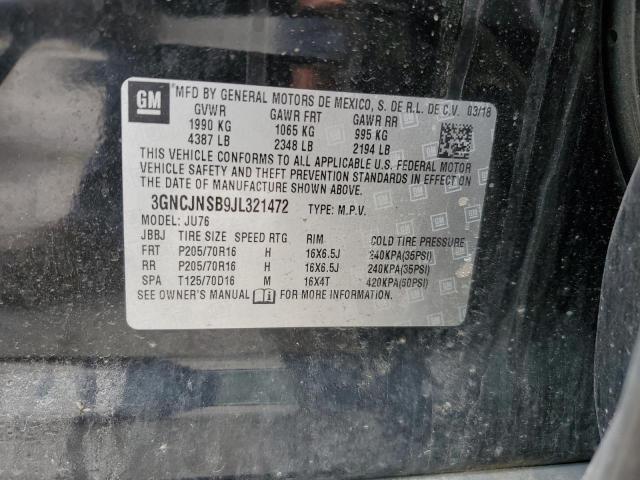 GM
MFD BY GENERAL MOTORS DE MEXICO, S. DE R.L. DE C.V. 03/18
GVWR GAWR FRT GAWR RR
1990 KG 1065 KG 995 KG
4387 LB 2348 LB 2194 LB
THIS VEHICLE CONFORMS TO ALL APPLICABLE U.S. FEDERAL MOTOR
VEHICLE SAFETY AND THEFT PREVENTION STANDARDS IN EFFECT ON
THE DATE OF MANUFACTURE SHOWN ABOVE.
3GNCJNSB9JL321472 TYPE: M.P.V.
MODEL: JU76
JBBJ TIRE SIZE SPEED RTG RIM COLD TIRE PRESSURE
FRT P205/70R16 H 16X6.5J 240KPA(35PSI)
RR P205/70R16 H 16X6.5J 240KPA(35PSI)
SPA T125/70D16 M 16X4T 420KPA(60PSI)
SEE OWNER'S MANUAL FOR MORE INFORMATION.